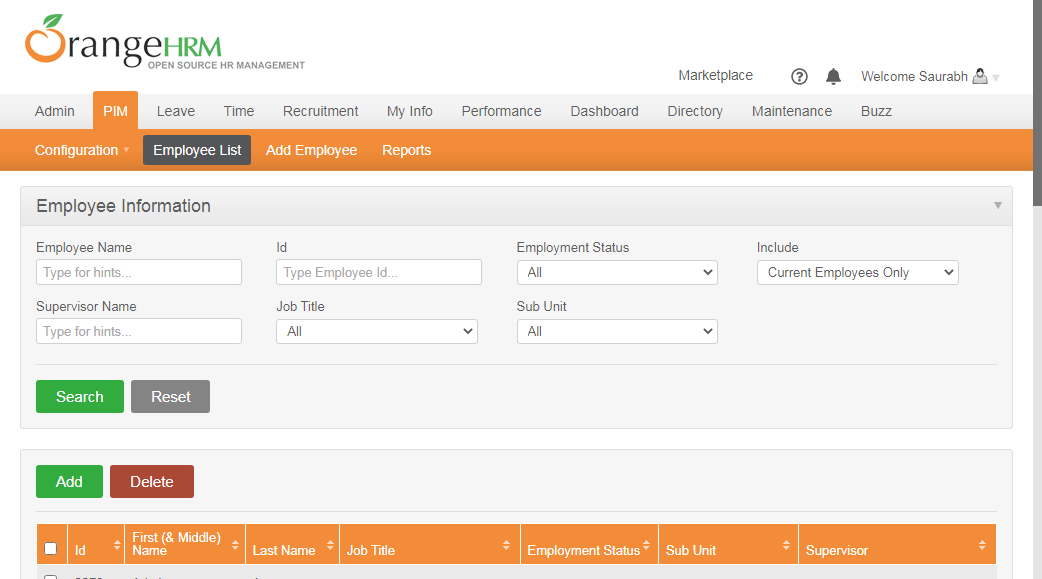 OrangeHRM
OPEN SOURCE HR MANAGEMENT
Marketplace
Welcome Saurabh
Admin PIM Leave Time Recruitment My Info Performance Dashboard Directory Maintenance Buzz
Configuration Employee List Add Employee Reports
Employee Information
Employee Name Id Employment Status Include
Type for hints... Type Employee Id... All Current Employees Only
Supervisor Name Job Title Sub Unit
Type for hints... All All
Search Reset
Add Delete
Id First (& Middle) Name Last Name Job Title Employment Status Sub Unit Supervisor